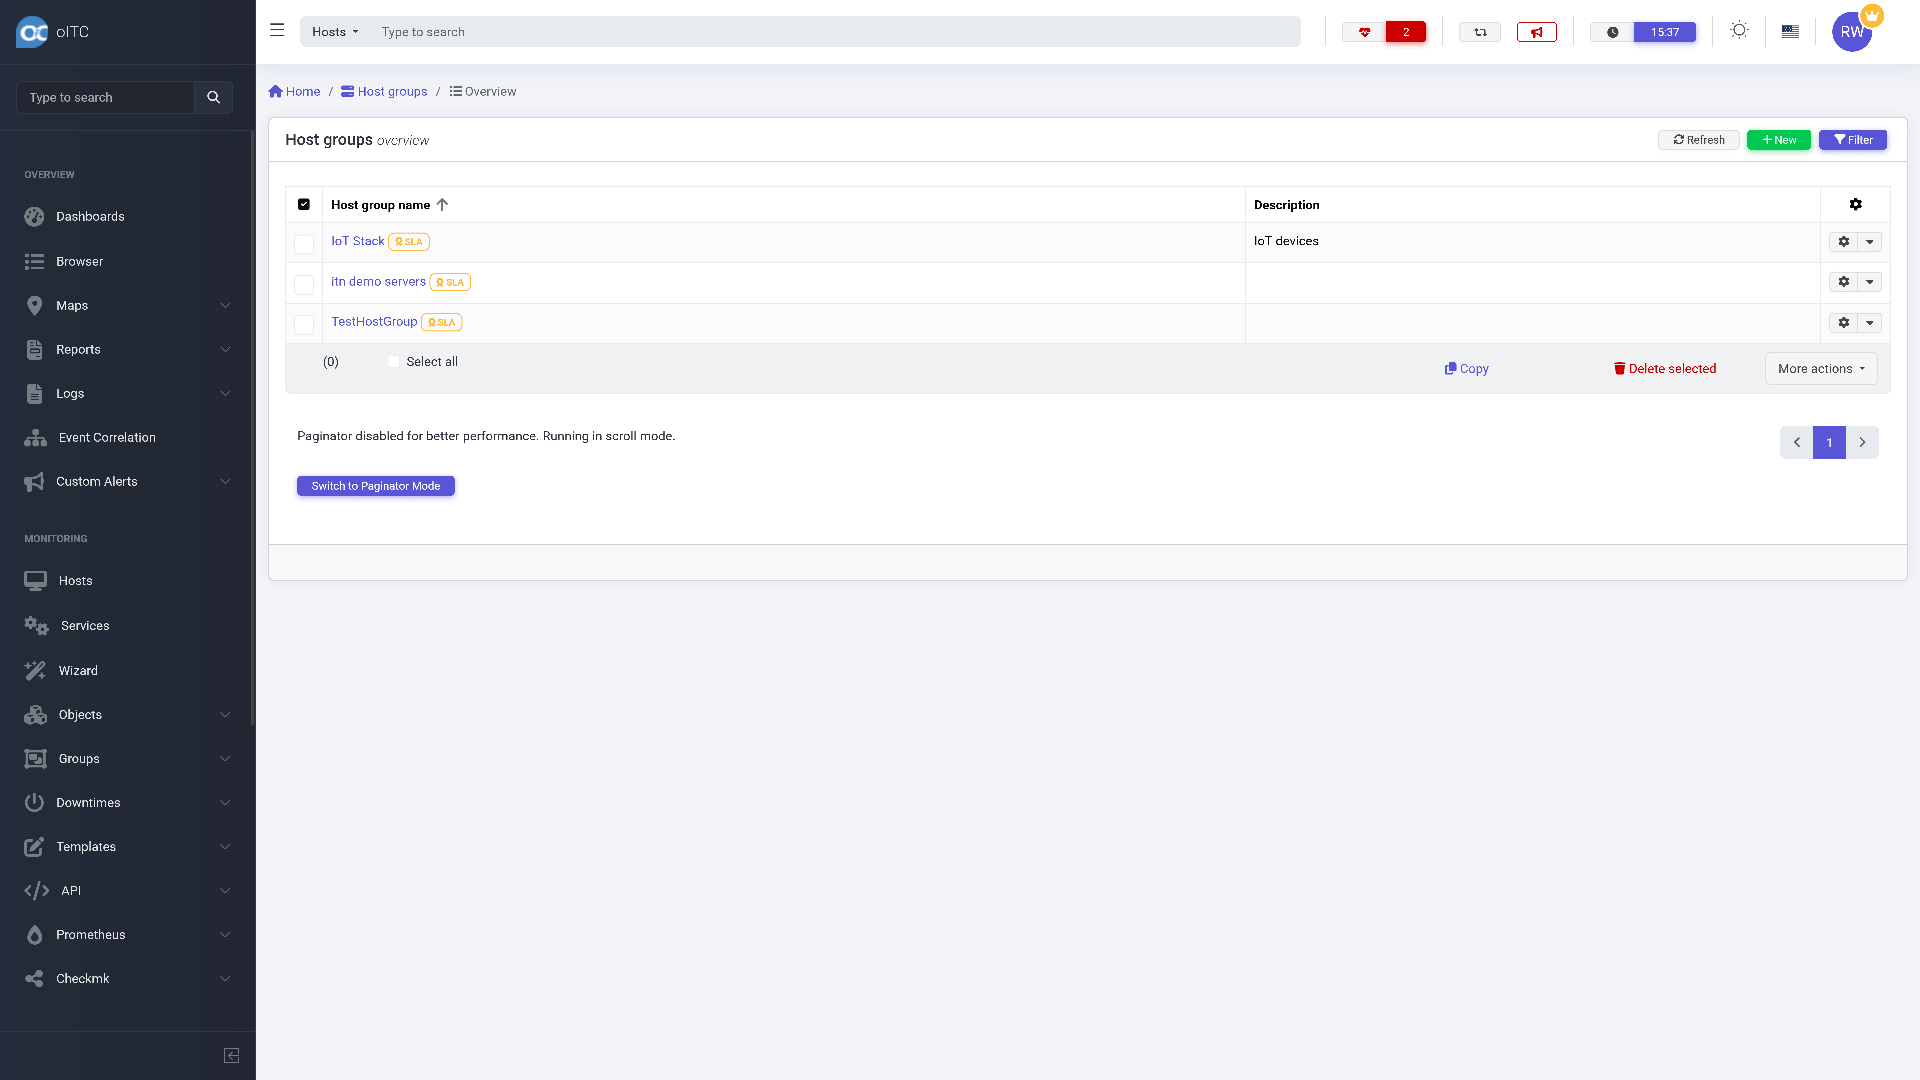 oITC
Hosts
Type to search
2
15:37
RW
Type to search
Home / Host groups / Overview
Host groups overview
Refresh
New
Filter
OVERVIEW
Dashboards
Browser
Maps
Reports
Logs
Event Correlation
Custom Alerts
MONITORING
Hosts
Services
Wizard
Objects
Groups
Downtimes
Templates
API
Prometheus
Checkmk
Host group name
Description
IoT Stack SLA
IoT devices
itn demo servers SLA
TestHostGroup SLA
(0)
Select all
Copy
Delete selected
More actions
Paginator disabled for better performance. Running in scroll mode.
1
Switch to Paginator Mode